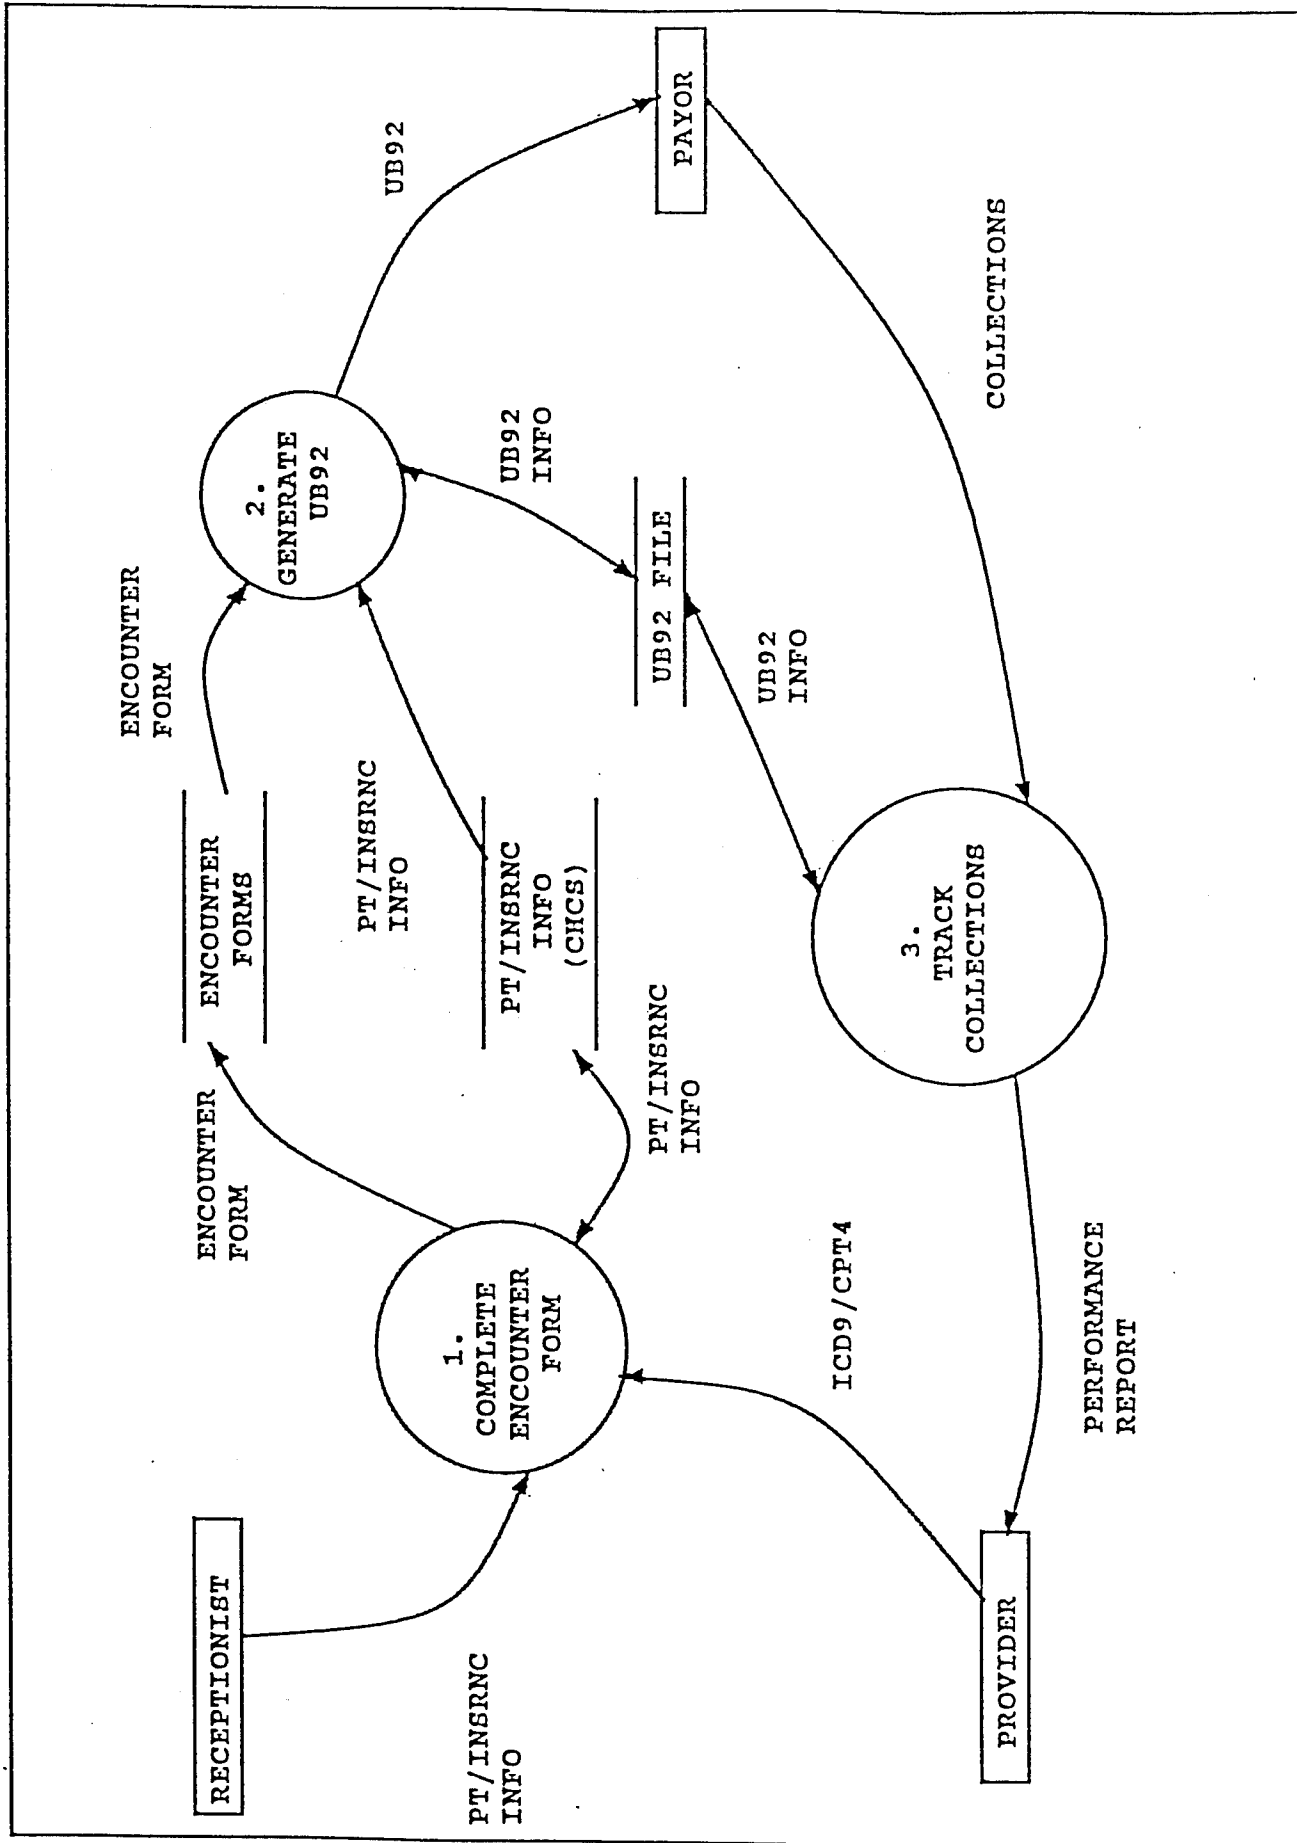 RECEPTIONIST
PT/INSRNC
INFO
1.
COMPLETE
ENCOUNTER
FORM
ENCOUNTER
FORM
ENCOUNTER
FORMS
ENCOUNTER
FORM
PT/INSRNC
INFO
PT/INSRNC
INFO
(CHCS)
PT/INSRNC
INFO
2.
GENERATE
UB92
UB92
PAYOR
UB92
INFO
UB92 FILE
UB92
INFO
COLLECTIONS
3.
TRACK
COLLECTIONS
ICD9/CPT4
PERFORMANCE
REPORT
PROVIDER